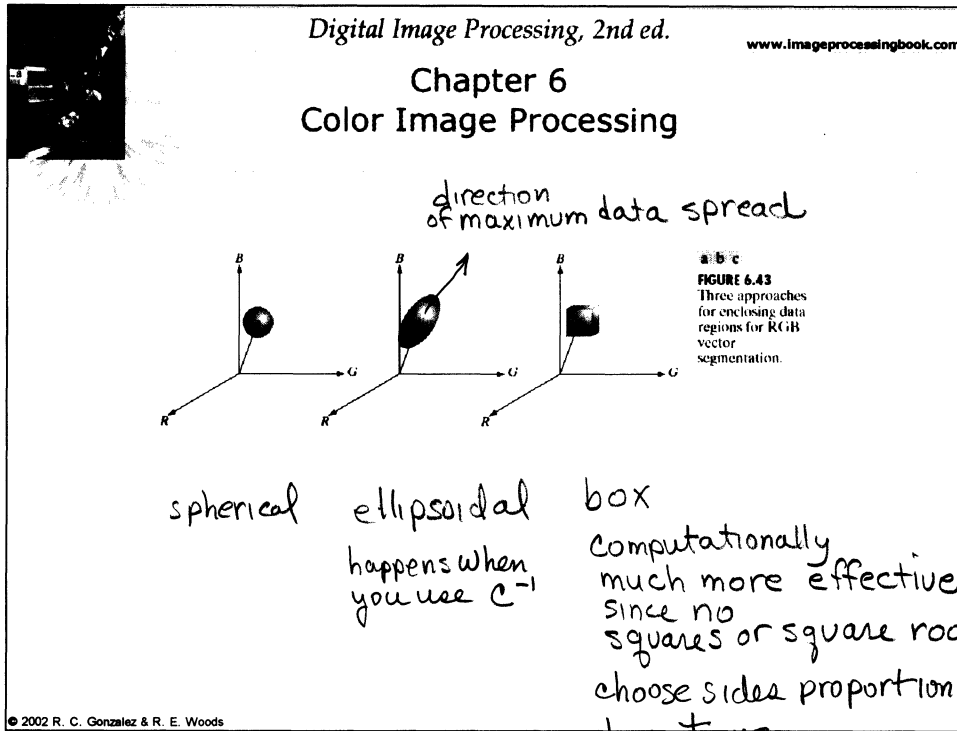 Digital Image Processing, 2nd ed.
www.imageprocessingbook.com
Chapter 6
Color Image Processing
direction
of maximum data spread
B
G
R
B
G
R
B
G
R
a b c
FIGURE 6.43
Three approaches
for enclosing data
regions for RGB
vector
segmentation.
spherical
ellipsoidal
happens when
you use C⁻¹
box
computationally
much more effective
since no
squares or square roo
choose sides proportion
© 2002 R. C. Gonzalez & R. E. Woods